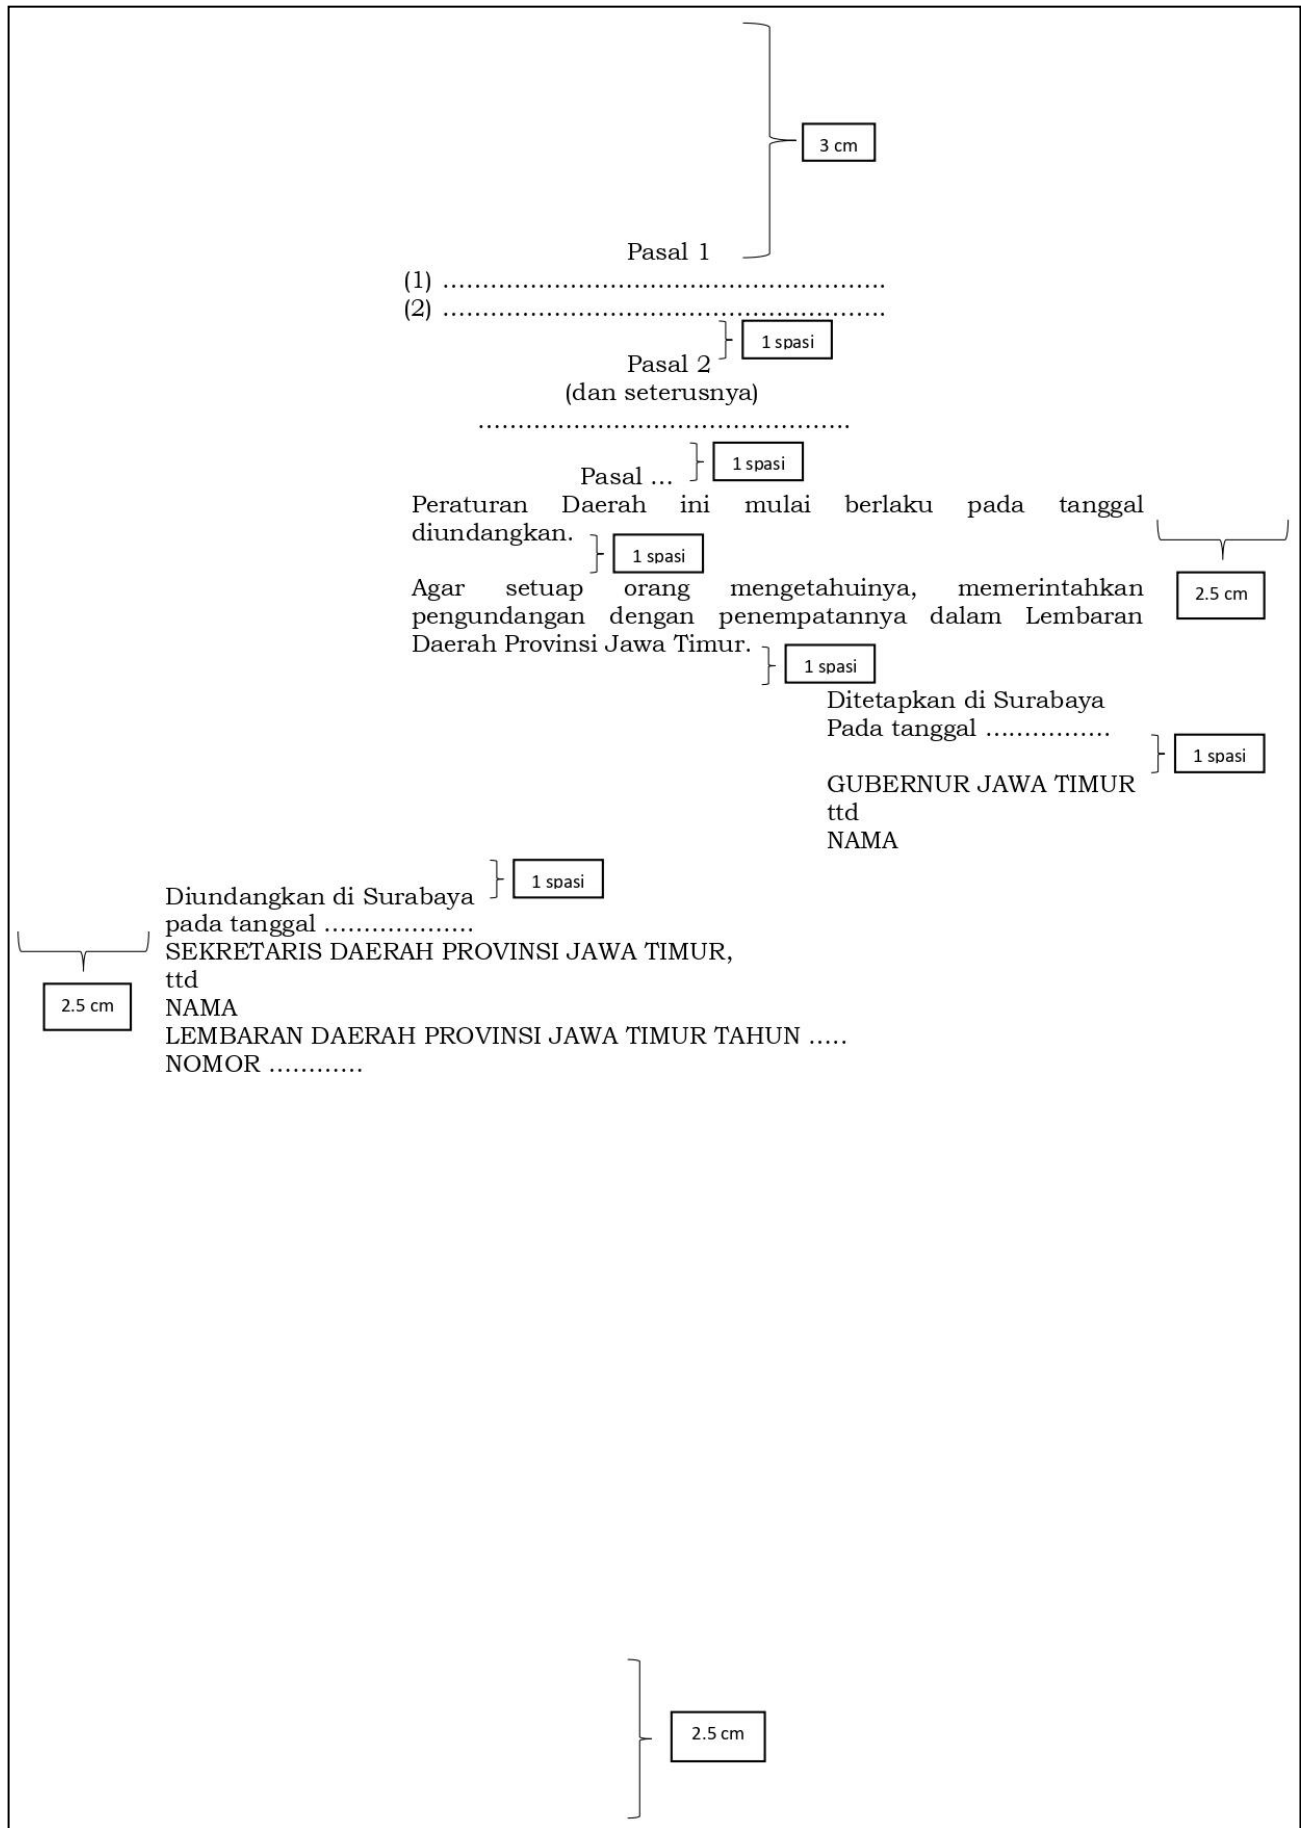 3 cm
Pasal 1
(1) ........................................................
(2) ........................................................
1 spasi
Pasal 2
(dan seterusnya)
...............................................
1 spasi
Pasal ...
Peraturan Daerah ini mulai berlaku pada tanggal
diundangkan.
1 spasi
Agar setuap orang mengetahuinya, memerintahkan
pengundangan dengan penempatannya dalam Lembaran
Daerah Provinsi Jawa Timur.
2.5 cm
1 spasi
Ditetapkan di Surabaya
Pada tanggal ................
1 spasi
GUBERNUR JAWA TIMUR
ttd
NAMA
1 spasi
Diundangkan di Surabaya
pada tanggal ...................
SEKRETARIS DAERAH PROVINSI JAWA TIMUR,
ttd
2.5 cm
NAMA
LEMBARAN DAERAH PROVINSI JAWA TIMUR TAHUN .....
NOMOR ............
2.5 cm